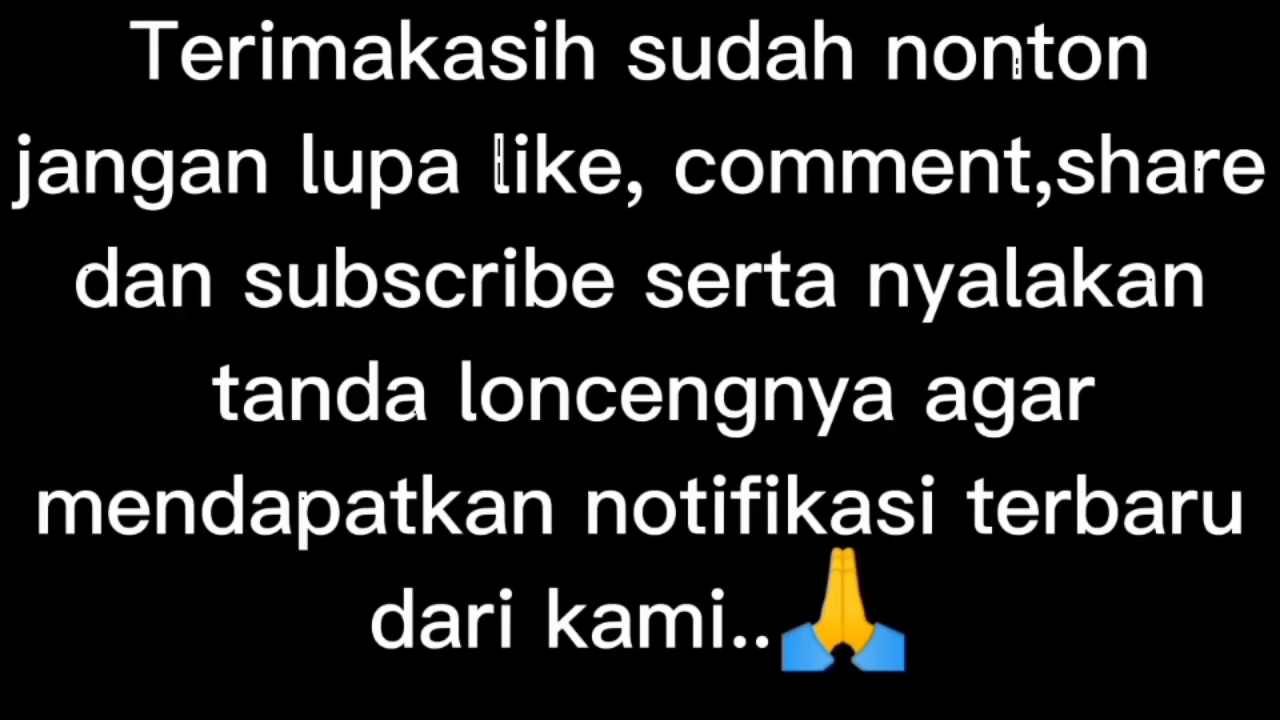 Terimakasih sudah nonton
jangan lupa like, comment,share
dan subscribe serta nyalakan
tanda loncengnya agar
mendapatkan notifikasi terbaru
dari kami..🙏